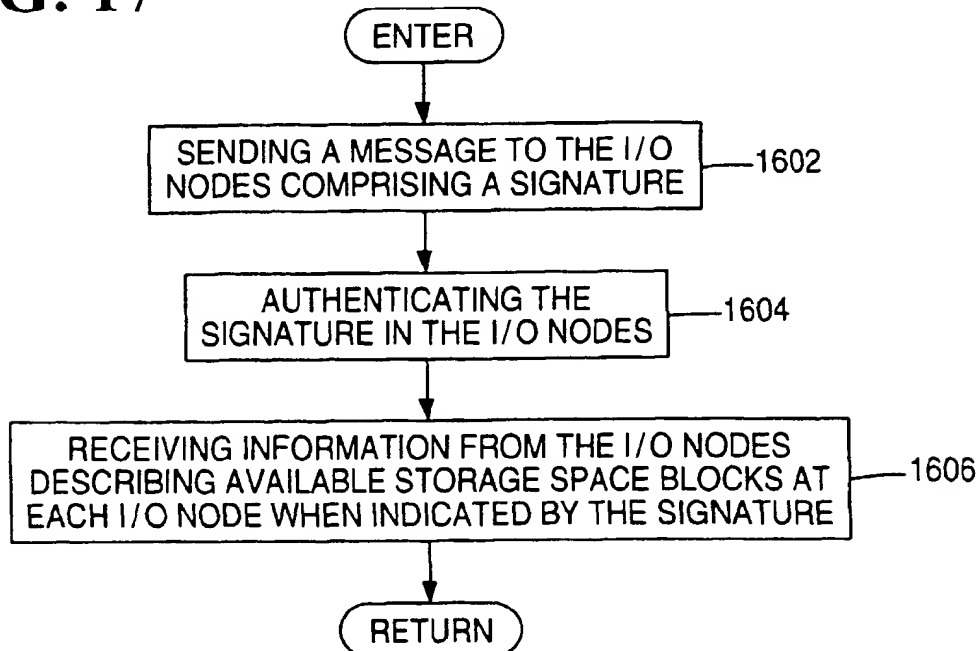 G. 17
ENTER
SENDING A MESSAGE TO THE I/O
NODES COMPRISING A SIGNATURE
1602
AUTHENTICATING THE
SIGNATURE IN THE I/O NODES
1604
RECEIVING INFORMATION FROM THE I/O NODES
DESCRIBING AVAILABLE STORAGE SPACE BLOCKS AT
EACH I/O NODE WHEN INDICATED BY THE SIGNATURE
1606
RETURN